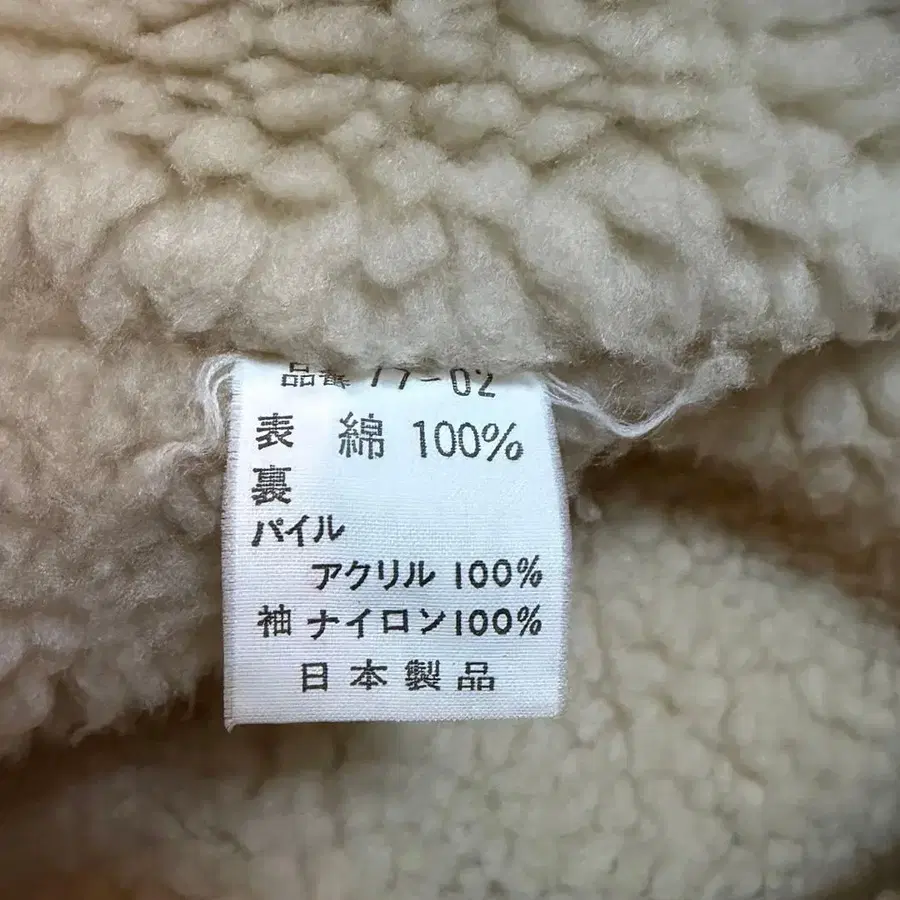 品番 77-02
表 綿 100%
裏
パイル
アクリル 100%
袖 ナイロン100%
日本製品